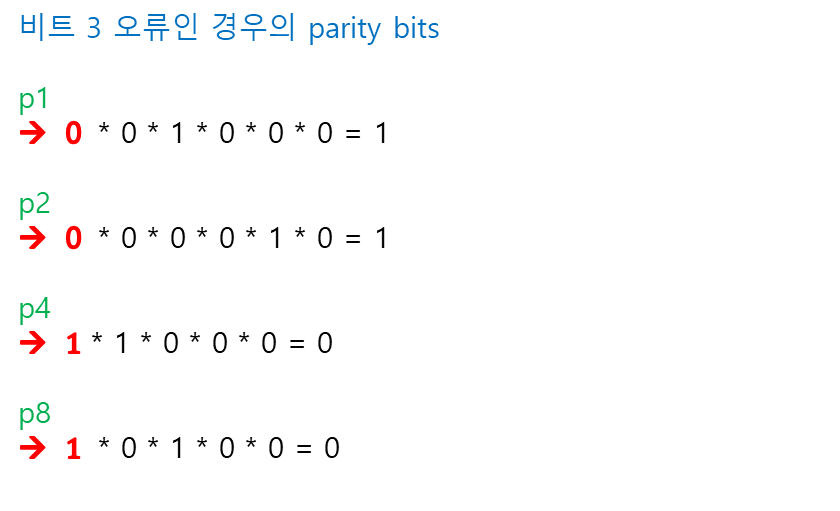 비트 3 오류인 경우의 parity bits
p1
➔ 0 * 0 * 1 * 0 * 0 * 0 = 1
p2
➔ 0 * 0 * 0 * 0 * 1 * 0 = 1
p4
➔ 1 * 1 * 0 * 0 * 0 = 0
p8
➔ 1 * 0 * 1 * 0 * 0 = 0